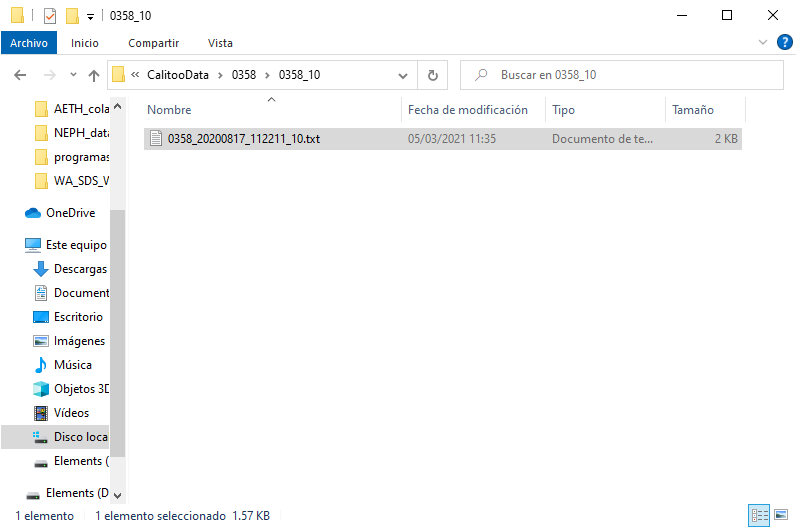 0358_10
Archivo Inicio Compartir Vista
« CalitooData > 0358 > 0358_10 Buscar en 0358_10
Nombre Fecha de modificación Tipo Tamaño
0358_20200817_112211_10.txt 05/03/2021 11:35 Documento de te... 2 KB
AETH_cola
NEPH_data
programas
WA_SDS_W
OneDrive
Este equipo
Descargas
Document
Escritorio
Imágenes
Música
Objetos 3D
Vídeos
Disco loca
Elements (
Elements (D
1 elemento 1 elemento seleccionado 1.57 KB